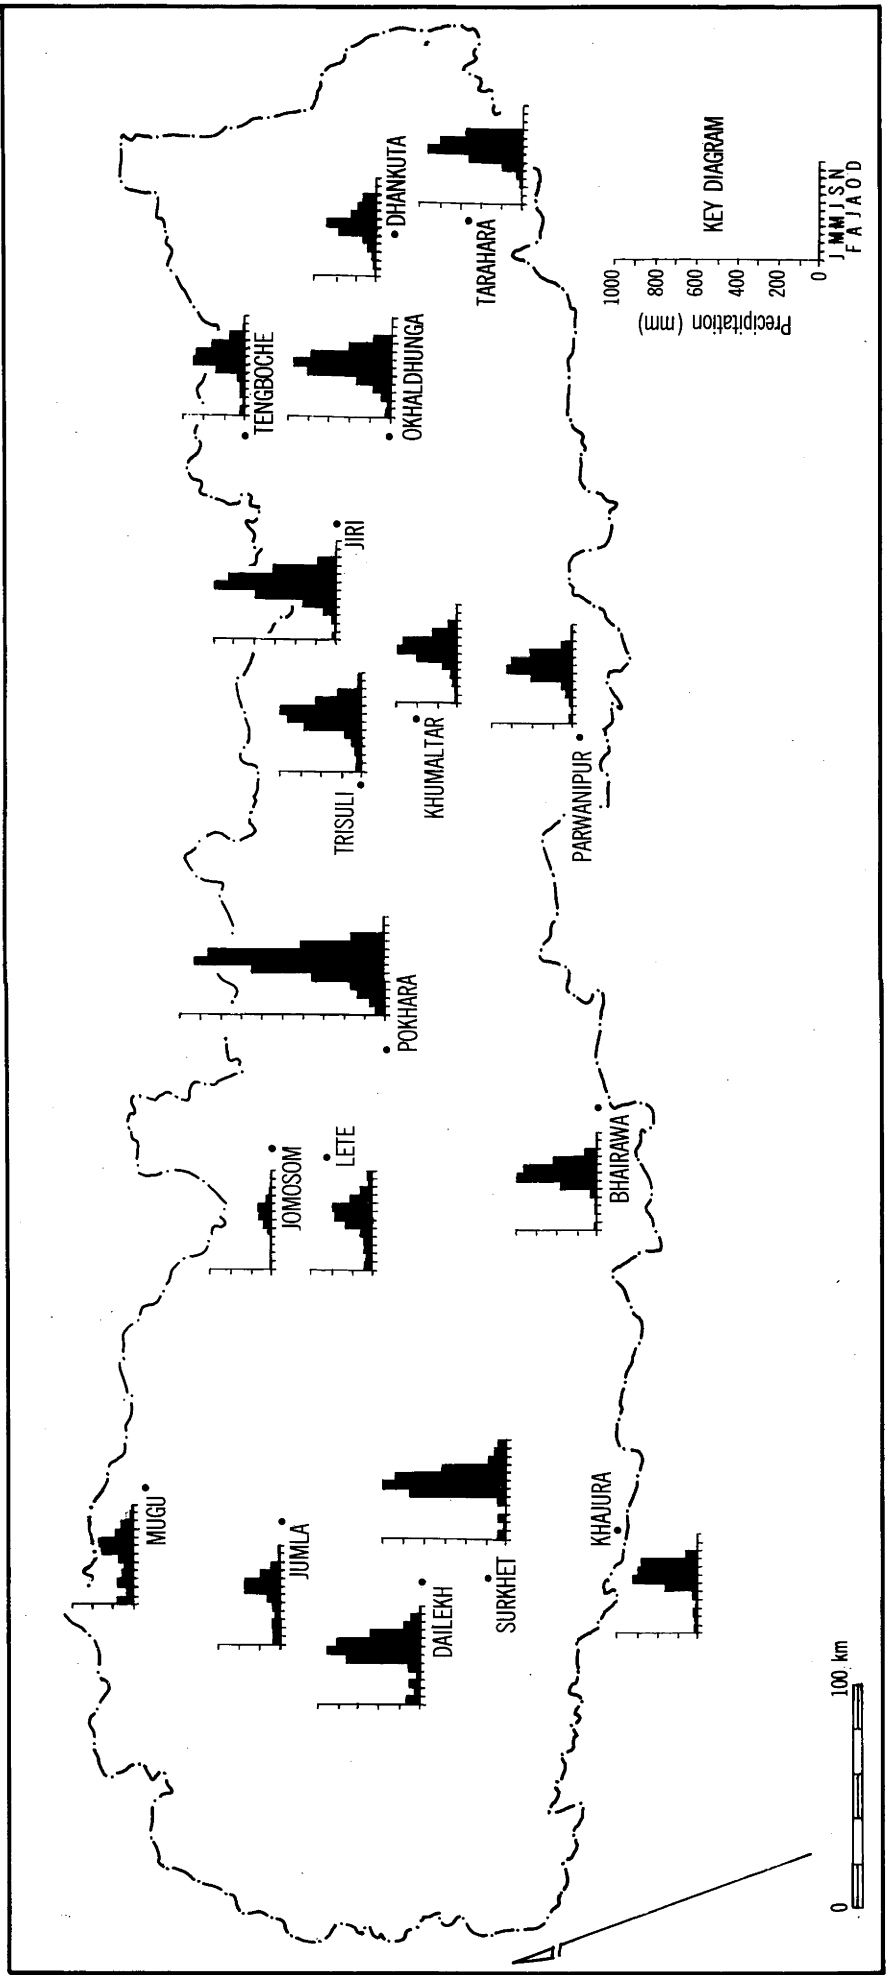 MUGU
JUMLA
DAILEKH
SURKHET
KHAJURA
JOMOSOM
LETE
BHAIRAWA
POKHARA
TRISULI
KHUMALTAR
PARWANIPUR
JIRI
TENGBOCHE
OKHALDHUNGA
DHANKUTA
TARAHARA
KEY DIAGRAM
Precipitation (mm)
1000
800
600
400
200
0
J M M J S N
F A J A O D
0 100 km